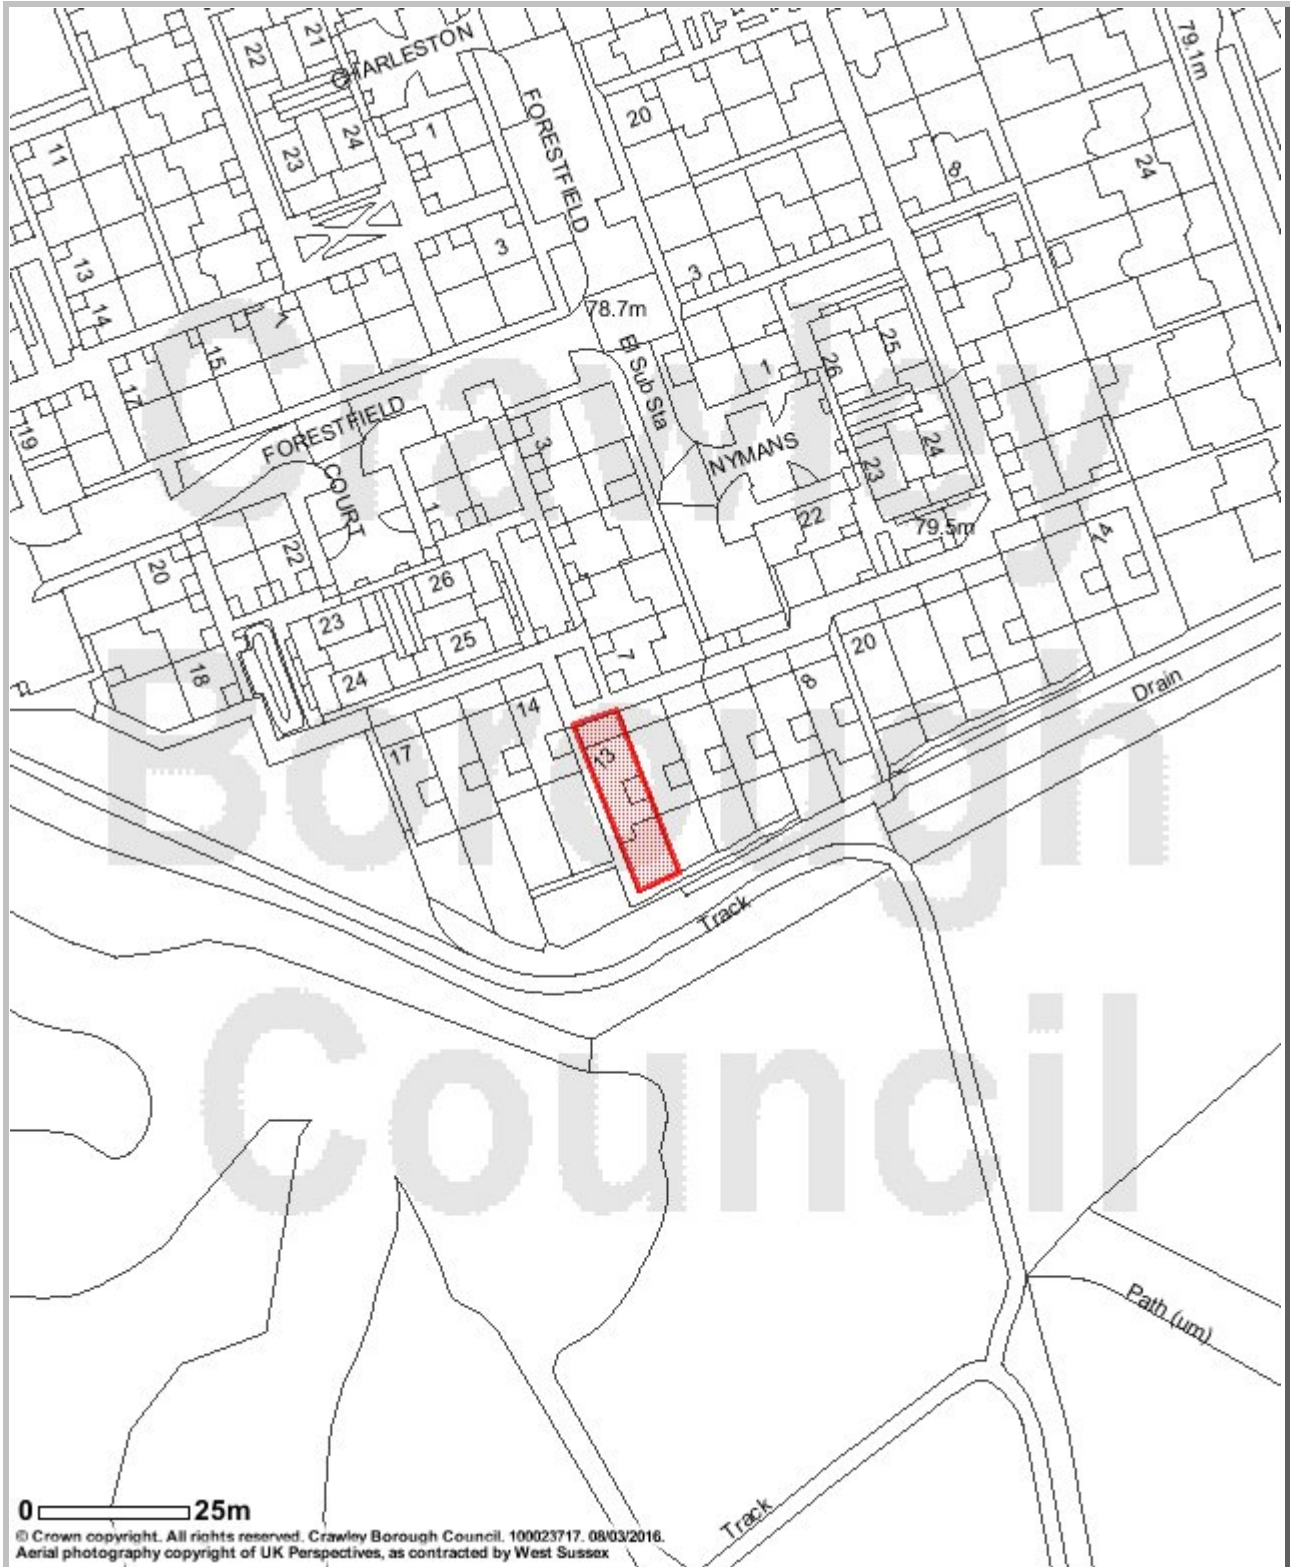 22
21
CHARLESTON
79.1m
11
23
24
1
FORESTFIELD
20
8
24
13
14
3
3
1
15
78.7m
El Sub Sta
1
26
25
17
19
FORESTFIELD
COURT
3
NYMANS
23
24
1
22
79.5m
14
20
22
26
23
25
24
18
7
20
8
14
17
13
Drain
Track
Crawley
Borough
Council
Path (um)
Track
0 25m
© Crown copyright. All rights reserved. Crawley Borough Council. 100023717. 08/03/2016.
Aerial photography copyright of UK Perspectives, as contracted by West Sussex